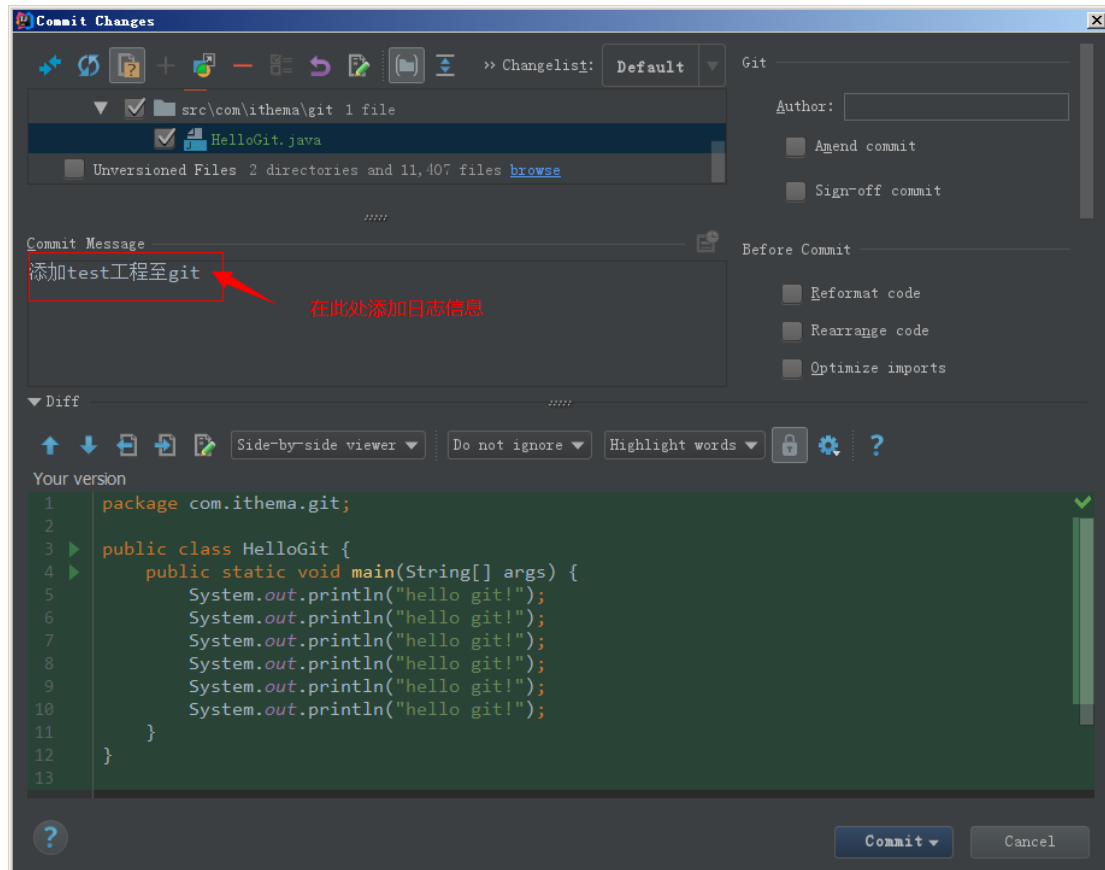 Commit Changes
>> Changelist: Default
Git
src\com\ithema\git 1 file
HelloGit.java
Unversioned Files 2 directories and 11,407 files browse
Author:
Amend commit
Sign-off commit
Commit Message
添加test工程至git
在此处添加日志信息
Before Commit
Reformat code
Rearrange code
Optimize imports
Diff
Side-by-side viewer Do not ignore Highlight words ?
Your version
1 package com.ithema.git;
2
3 public class HelloGit {
4 public static void main(String[] args) {
5 System.out.println("hello git!");
6 System.out.println("hello git!");
7 System.out.println("hello git!");
8 System.out.println("hello git!");
9 System.out.println("hello git!");
10 System.out.println("hello git!");
11 }
12 }
13
? Commit Cancel